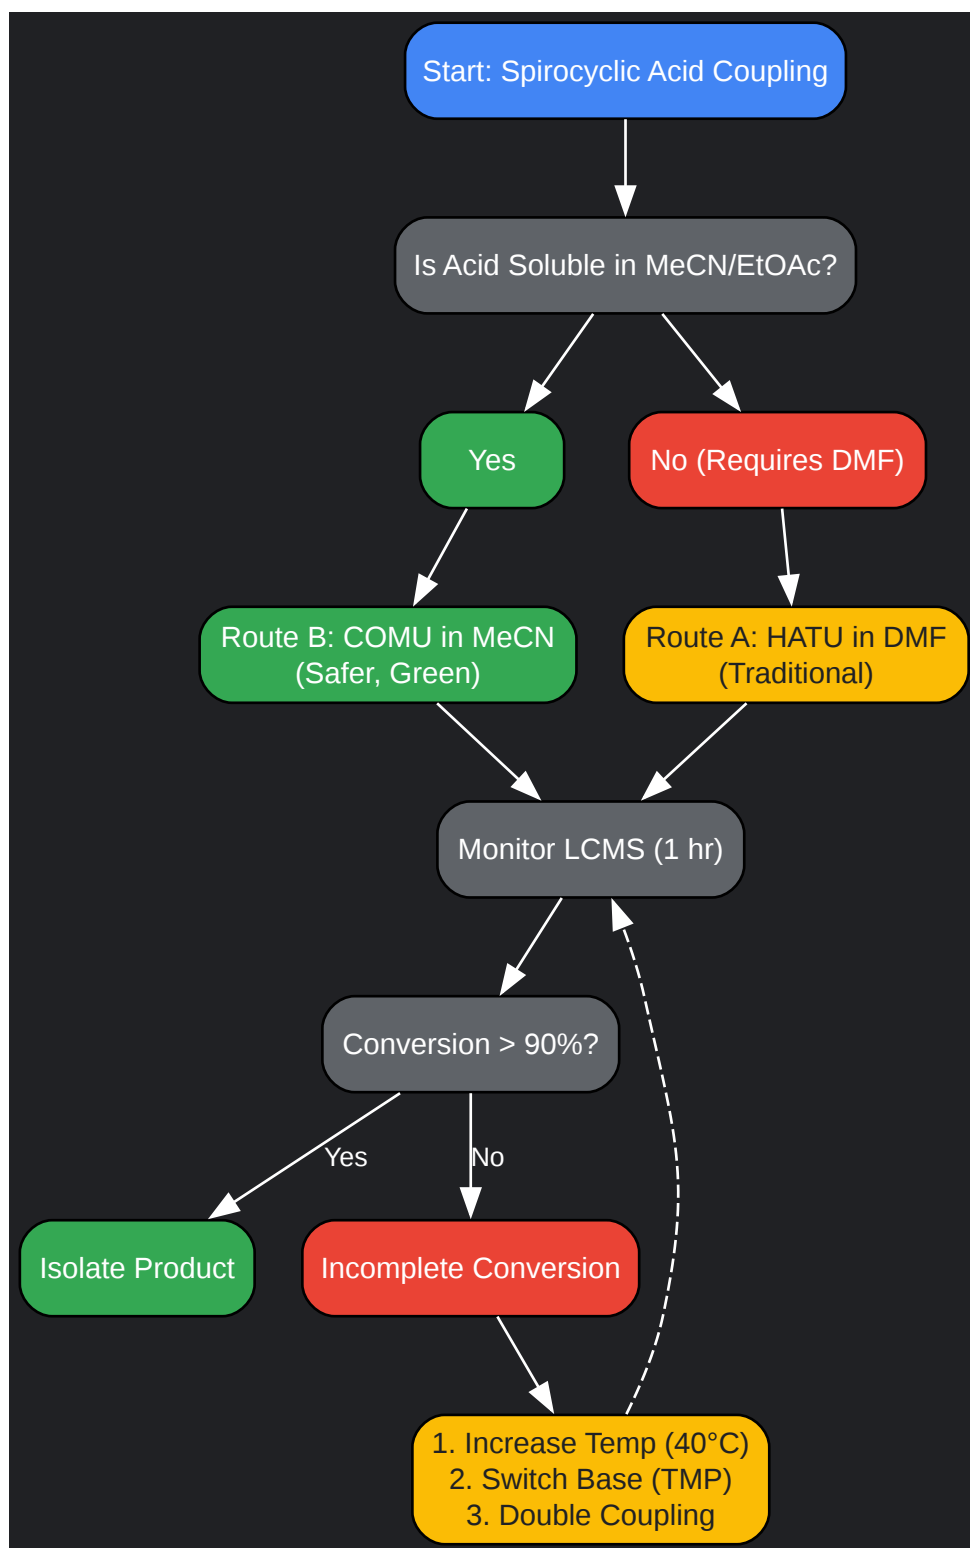 Start: Spirocyclic Acid Coupling
Is Acid Soluble in MeCN/EtOAc?
Yes
No (Requires DMF)
Route B: COMU in MeCN
(Safer, Green)
Route A: HATU in DMF
(Traditional)
Monitor LCMS (1 hr)
Conversion > 90%?
Yes
No
Isolate Product
Incomplete Conversion
1. Increase Temp (40°C)
2. Switch Base (TMP)
3. Double Coupling